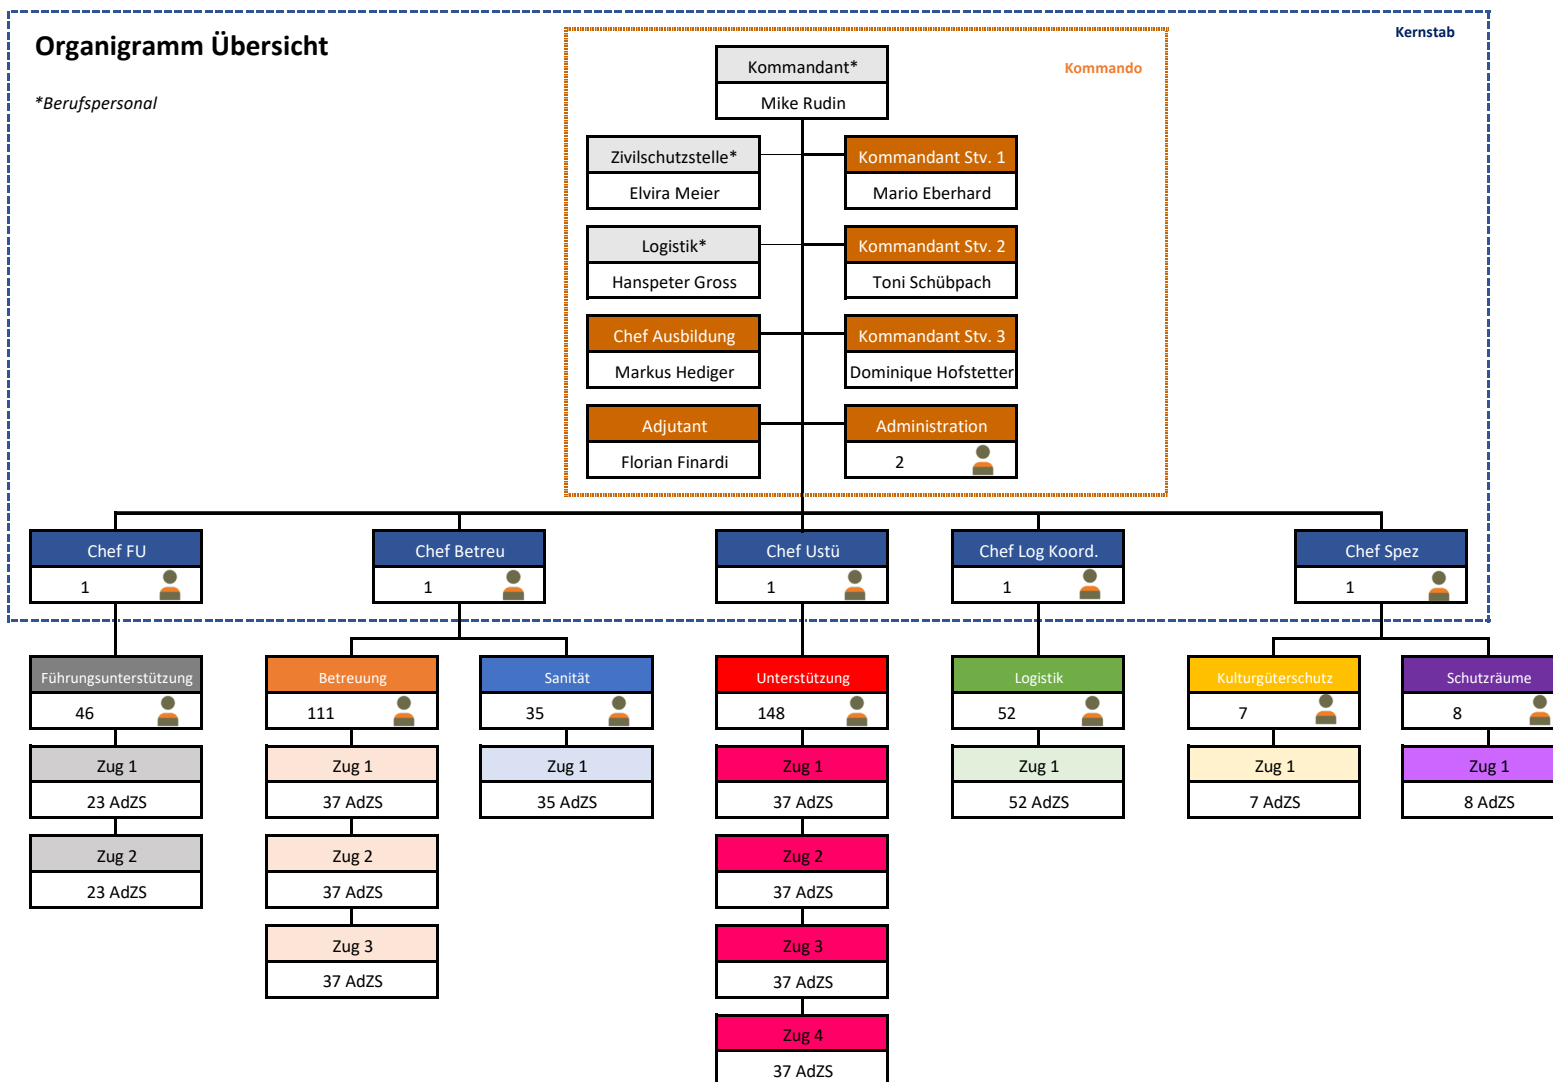 Organigramm Übersicht
*Berufspersonal
Kernstab
Kommando
Kommandant*
Mike Rudin
Zivilschutzstelle*
Elvira Meier
Kommandant Stv. 1
Mario Eberhard
Logistik*
Hanspeter Gross
Kommandant Stv. 2
Toni Schübpach
Chef Ausbildung
Markus Hediger
Kommandant Stv. 3
Dominique Hofstetter
Adjutant
Florian Finardi
Administration
2
Chef FU
1
Chef Betreu
1
Chef Ustü
1
Chef Log Koord.
1
Chef Spez
1
Führungsunterstützung
46
Zug 1
23 AdZS
Zug 2
23 AdZS
Betreuung
111
Zug 1
37 AdZS
Zug 2
37 AdZS
Zug 3
37 AdZS
Sanität
35
Zug 1
35 AdZS
Unterstützung
148
Zug 1
37 AdZS
Zug 2
37 AdZS
Zug 3
37 AdZS
Zug 4
37 AdZS
Logistik
52
Zug 1
52 AdZS
Kulturgüterschutz
7
Zug 1
7 AdZS
Schutzräume
8
Zug 1
8 AdZS